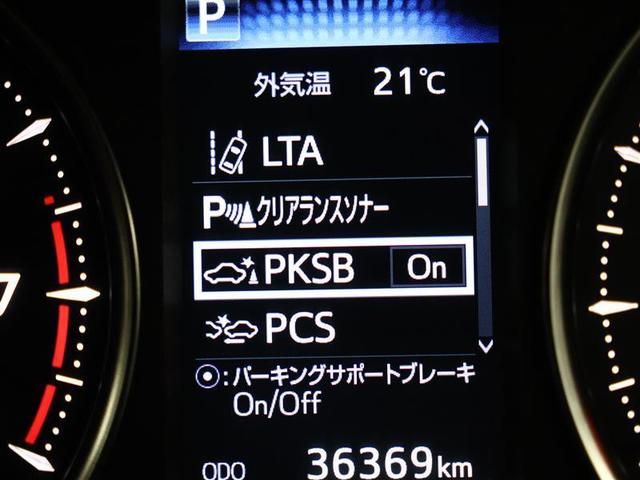 P
外気温 21℃
LTA
P クリアランスソナー
PKSB On
PCS
⦿:パーキングサポートブレーキ
On/Off
ODO 36369km